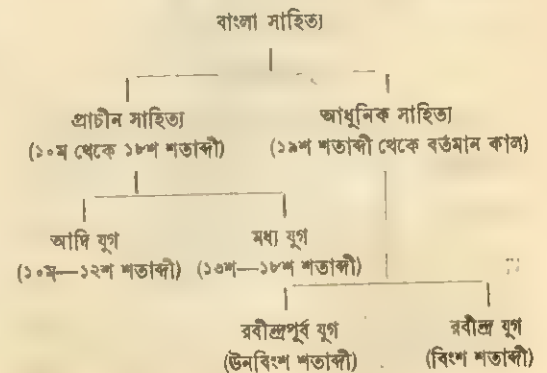 বাংলা সাহিত্য
প্রাচীন সাহিত্য
(১০ম থেকে ১৮শ শতাব্দী)
আধুনিক সাহিত্য
(১৯শ শতাব্দী থেকে বর্তমান কাল)
আদি যুগ
(১০ম—১২শ শতাব্দী)
মধ্য যুগ
(১৩শ—১৮শ শতাব্দী)
রবীন্দ্রপূর্ব যুগ
(ঊনবিংশ শতাব্দী)
রবীন্দ্র যুগ
(বিংশ শতাব্দী)